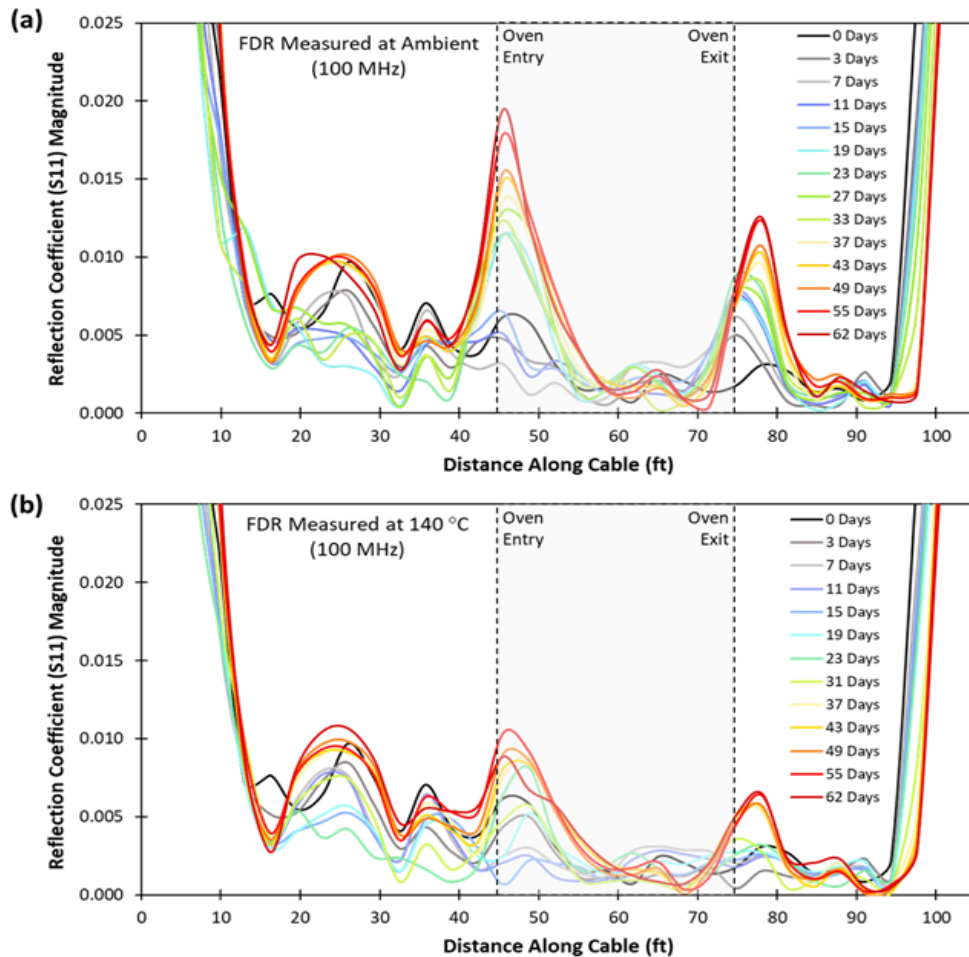 (a)
FDR Measured at Ambient
(100 MHz)
Oven
Entry
Oven
Exit
0 Days
3 Days
7 Days
11 Days
15 Days
19 Days
23 Days
27 Days
33 Days
37 Days
43 Days
49 Days
55 Days
62 Days
Reflection Coefficient (S11) Magnitude
0.025
0.020
0.015
0.010
0.005
0.000
0 10 20 30 40 50 60 70 80 90 100
Distance Along Cable (ft)
(b)
FDR Measured at 140 °C
(100 MHz)
Oven
Entry
Oven
Exit
0 Days
3 Days
7 Days
11 Days
15 Days
19 Days
23 Days
31 Days
37 Days
43 Days
49 Days
55 Days
62 Days
Reflection Coefficient (S11) Magnitude
0.025
0.020
0.015
0.010
0.005
0.000
0 10 20 30 40 50 60 70 80 90 100
Distance Along Cable (ft)